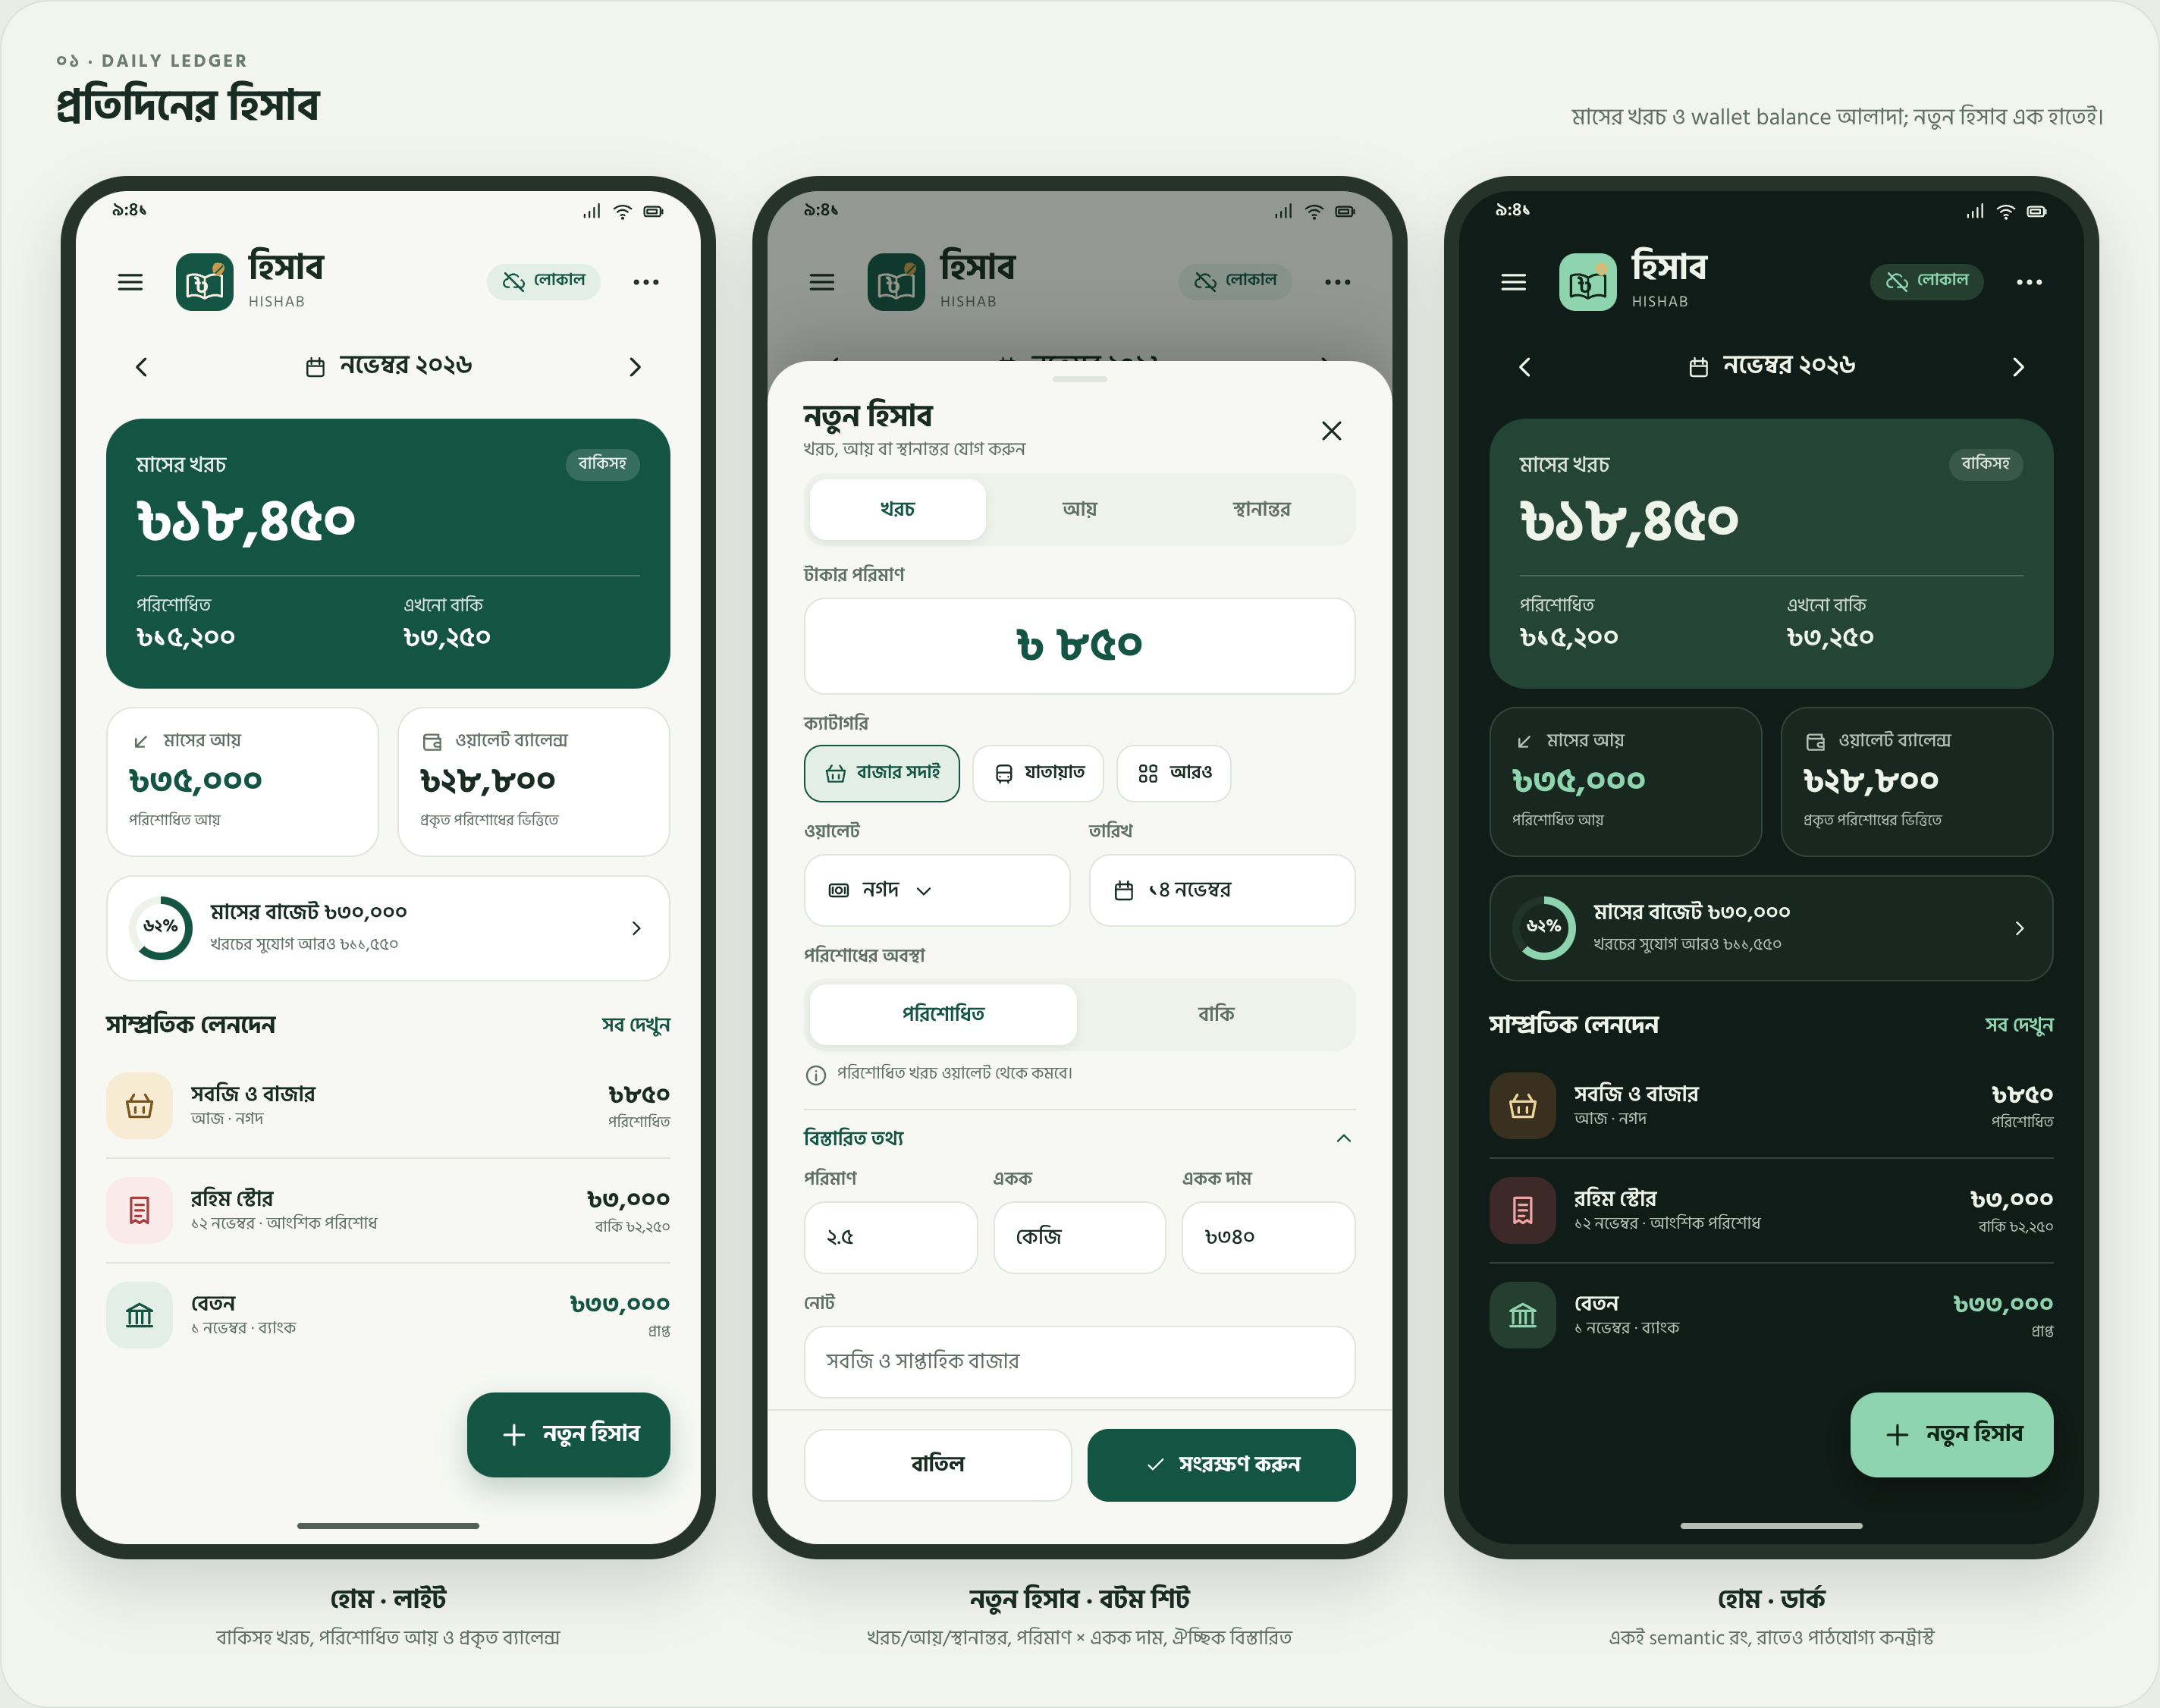 ০১ · DAILY LEDGER
প্রতিদিনের হিসাব
মাসের খরচ ও wallet balance আলাদা; নতুন হিসাব এক হাতেই।
৯:৪১
হিসাব
HISHAB
লোকাল
নভেম্বর ২০২৬
মাসের খরচ
বাকিসহ
৳১৮,৪৫০
পরিশোধিত
এখনো বাকি
৳১৫,২০০
৳৩,২৫০
মাসের আয়
৳৩৫,০০০
পরিশোধিত আয়
ওয়ালেট ব্যালেন্স
৳২৮,৮০০
প্রকৃত পরিশোধের ভিত্তিতে
৬২%
মাসের বাজেট ৳৩০,০০০
খরচের সুযোগ আরও ৳১১,৫৫০
সাম্প্রতিক লেনদেন
সব দেখুন
সবজি ও বাজার
আজ · নগদ
৳৮৫০
পরিশোধিত
রহিম স্টোর
১২ নভেম্বর · আংশিক পরিশোধ
৳৩,০০০
বাকি ৳২,২৫০
বেতন
১ নভেম্বর · ব্যাংক
৳৩৩,০০০
প্রাপ্ত
নতুন হিসাব
হোম · লাইট
বাকিসহ খরচ, পরিশোধিত আয় ও প্রকৃত ব্যালেন্স
৯:৪১
হিসাব
HISHAB
লোকাল
নভেম্বর ২০২৬
নতুন হিসাব
খরচ, আয় বা স্থানান্তর যোগ করুন
খরচ
আয়
স্থানান্তর
টাকার পরিমাণ
৳ ৮৫০
ক্যাটাগরি
বাজার সদাই
যাতায়াত
আরও
ওয়ালেট
তারিখ
নগদ
১৪ নভেম্বর
পরিশোধের অবস্থা
পরিশোধিত
বাকি
পরিশোধিত খরচ ওয়ালেট থেকে কমবে।
বিস্তারিত তথ্য
পরিমাণ
একক
একক দাম
২.৫
কেজি
৳৩৪০
নোট
সবজি ও সাপ্তাহিক বাজার
বাতিল
সংরক্ষণ করুন
নতুন হিসাব · বটম শিট
খরচ/আয়/স্থানান্তর, পরিমাণ × একক দাম, ঐচ্ছিক বিস্তারিত
৯:৪১
হিসাব
HISHAB
লোকাল
নভেম্বর ২০২৬
মাসের খরচ
বাকিসহ
৳১৮,৪৫০
পরিশোধিত
এখনো বাকি
৳১৫,২০০
৳৩,২৫০
মাসের আয়
৳৩৫,০০০
পরিশোধিত আয়
ওয়ালেট ব্যালেন্স
৳২৮,৮০০
প্রকৃত পরিশোধের ভিত্তিতে
৬২%
মাসের বাজেট ৳৩০,০০০
খরচের সুযোগ আরও ৳১১,৫৫০
সাম্প্রতিক লেনদেন
সব দেখুন
সবজি ও বাজার
আজ · নগদ
৳৮৫০
পরিশোধিত
রহিম স্টোর
১২ নভেম্বর · আংশিক পরিশোধ
৳৩,০০০
বাকি ৳২,২৫০
বেতন
১ নভেম্বর · ব্যাংক
৳৩৩,০০০
প্রাপ্ত
নতুন হিসাব
হোম · ডার্ক
একই semantic রং, রাতেও পাঠযোগ্য কনট্রাস্ট